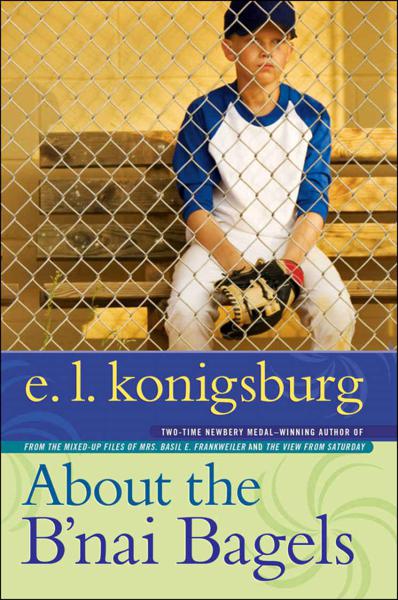 e. l. konigsburg
TWO-TIME NEWBERY MEDAL–WINNING AUTHOR OF
FROM THE MIXED-UP FILES OF MRS. BASIL E. FRANKWEILER AND THE VIEW FROM SATURDAY
About the
B'nai Bagels